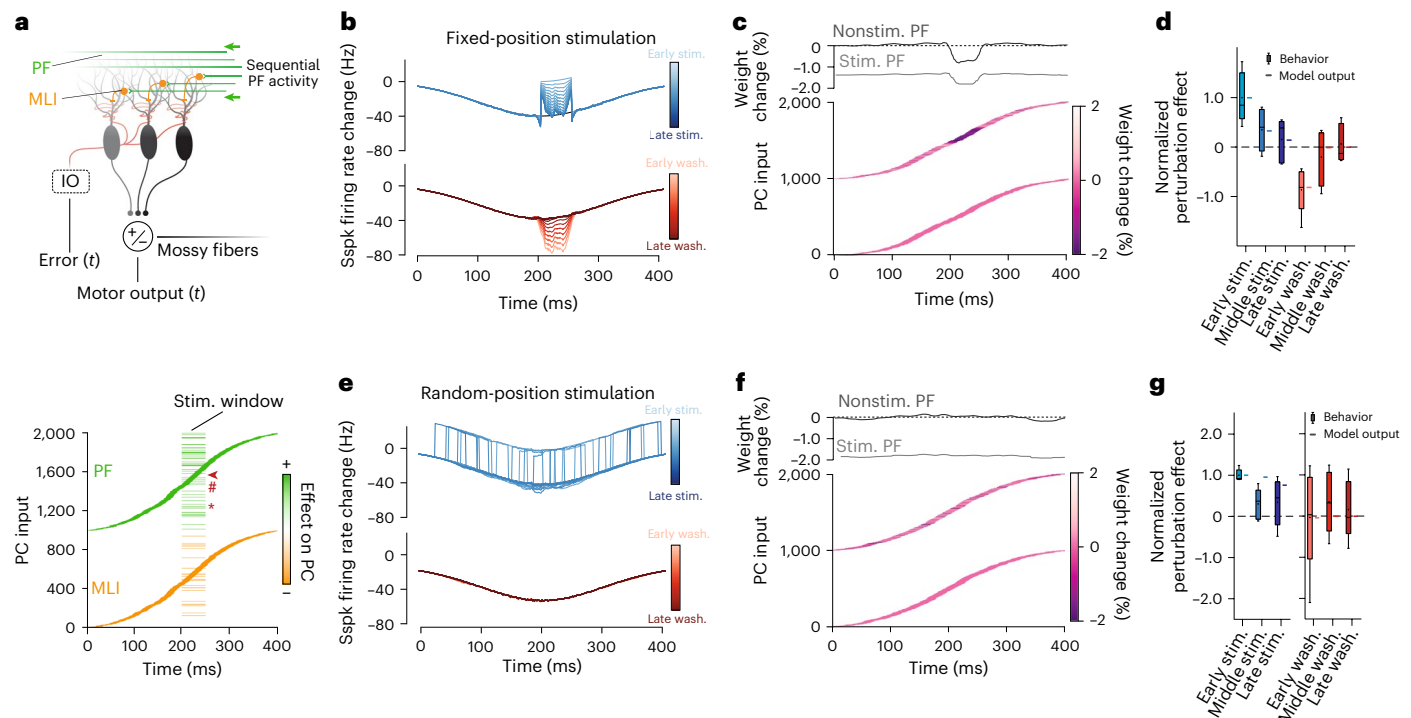 a
PF
MLI
Sequential
PF activity
IO
+/−
Mossy fibers
Error (t)
Motor output (t)
Stim. window
PC input
2,000
1,600
1,200
800
400
0
PF
MLI
#
*
+
Effect on PC
−
0 100 200 300 400
Time (ms)
b
Fixed-position stimulation
Early stim.
Late stim.
Early wash.
Late wash.
Sspk firing rate change (Hz)
0
−40
−80
0
−40
−80
0 100 200 300 400
Time (ms)
c
Nonstim. PF
Stim. PF
Weight
change (%)
0
−1.0
−2.0
PC input
2,000
1,000
0
2
0
−2
Weight change (%)
0 100 200 300 400
Time (ms)
d
Behavior
Model output
Normalized
perturbation effect
1.0
0
−1.0
Early stim.
Middle stim.
Late stim.
Early wash.
Middle wash.
Late wash.
e
Random-position stimulation
Early stim.
Late stim.
Early wash.
Late wash.
Sspk firing rate change (Hz)
0
−40
−80
0
−40
−80
0 100 200 300 400
Time (ms)
f
Nonstim. PF
Stim. PF
Weight
change (%)
0
−1.0
−2.0
PC input
2,000
1,000
0
2
0
−2
Weight change (%)
0 100 200 300 400
Time (ms)
g
Behavior
Model output
Normalized
perturbation effect
2.0
1.0
0
−1.0
−2.0
Early stim.
Middle stim.
Late stim.
Early wash.
Middle wash.
Late wash.